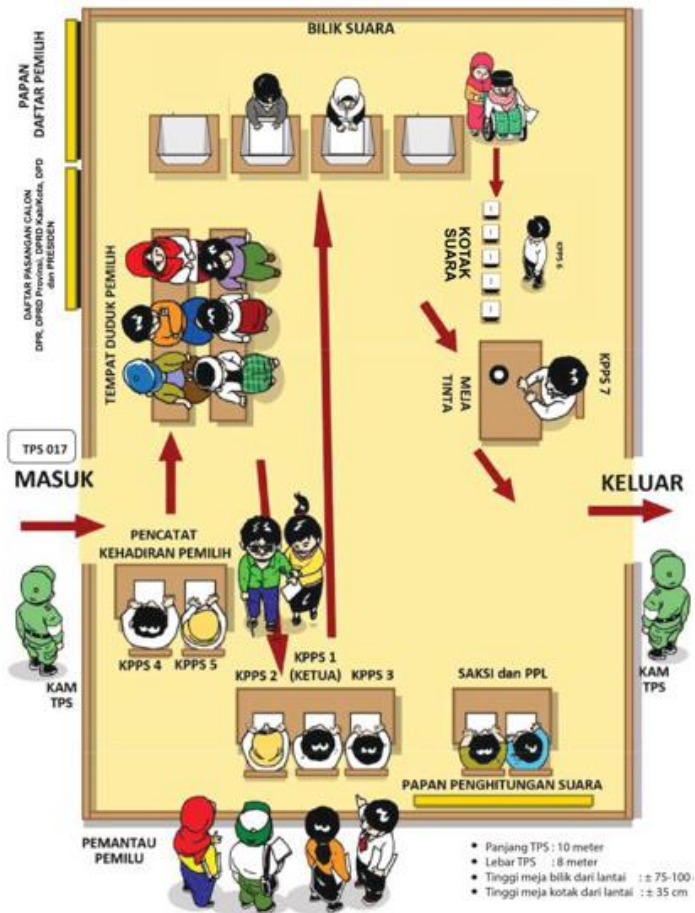 BILIK SUARA
PAPAN
DAFTAR PEMILIH
DAFTAR PASANGAN CALON
DPR, DPRD Provinsi, DPRD Kab/Kota, DPD
dan PRESIDEN
TEMPAT DUDUK PEMILIH
KOTAK
SUARA
KPPS 6
KPPS 7
MEJA
TINTA
TPS 017
MASUK
KELUAR
PENCATAT
KEHADIRAN PEMILIH
KPPS 4
KPPS 5
KAM
TPS
KPPS 2
KPPS 1
(KETUA)
KPPS 3
SAKSI dan PPL
KAM
TPS
PAPAN PENGHITUNGAN SUARA
PEMANTAU
PEMILU
• Panjang TPS : 10 meter
• Lebar TPS : 8 meter
• Tinggi meja bilik dari lantai : ± 75-100
• Tinggi meja kotak dari lantai : ± 35 cm